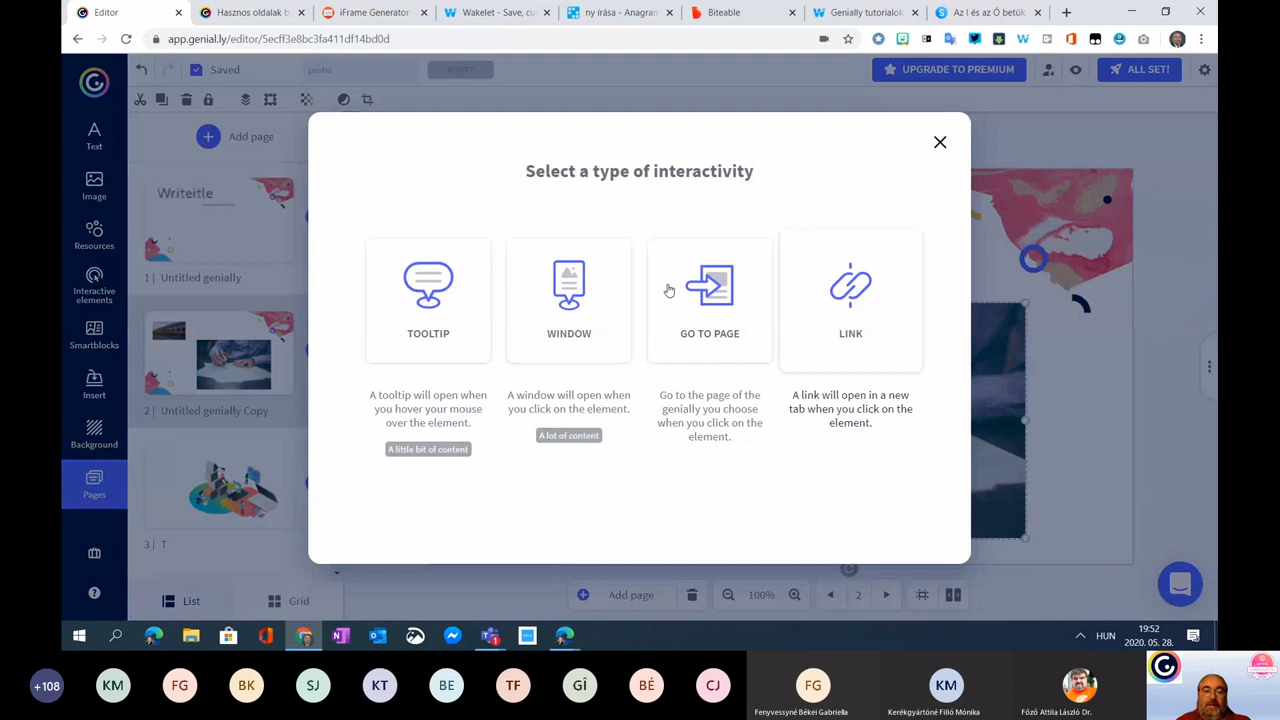 Editor
Hasznos oldalak b
iFrame Generator
Wakelet - Save, cu
ny írása - Anagram
Biteable
Genially tutorialok
Az I és az Ó betűk
app.genial.ly/editor/5ecff3e8bc3fa411df14bd0d
Saved
proba
UPGRADE TO PREMIUM
ALL SET!
Add page
Text
Image
Resources
Interactive
elements
Smartblocks
Insert
Background
Pages
Writeitle
1 | Untitled genially
2 | Untitled genially Copy
3 | T
List
Grid
Select a type of interactivity
TOOLTIP
WINDOW
GO TO PAGE
LINK
A tooltip will open when
you hover your mouse
over the element.
A little bit of content
A window will open when
you click on the element.
A lot of content
Go to the page of the
genially you choose
when you click on the
element.
A link will open in a new
tab when you click on the
element.
Add page
100%
2
HUN
19:52
2020. 05. 28.
+108
KM
FG
BK
SJ
KT
BE
TF
GÎ
BÉ
CJ
FG
Fenyvessyné Békei Gabriella
KM
Kerékgyártóné Filló Mónika
Főző Attila László Dr.